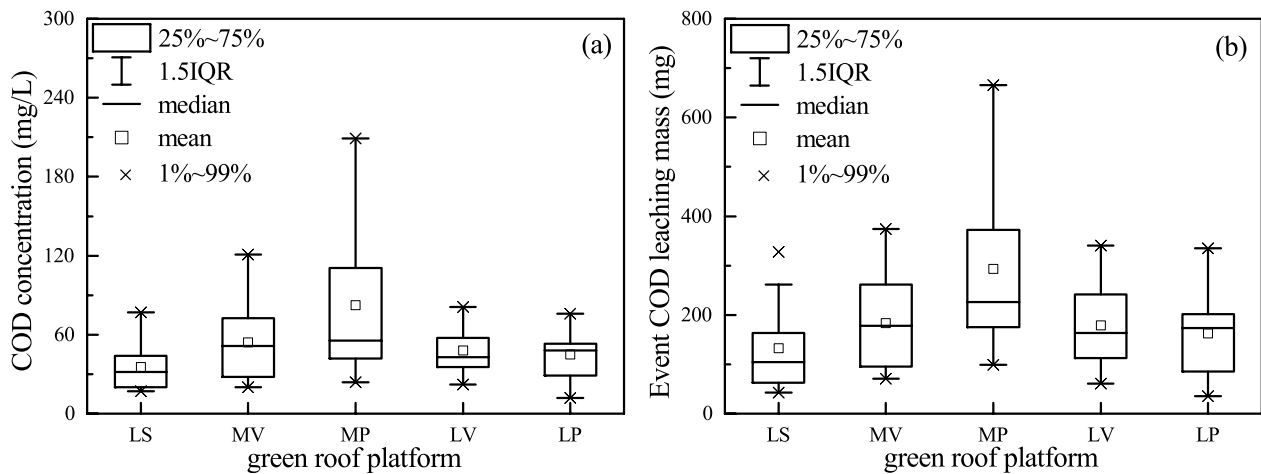 300
240
180
120
60
0
COD concentration (mg/L)
25%~75%
1.5IQR
median
mean
1%~99%
(a)
LS MV MP LV LP
green roof platform
800
600
400
200
0
Event COD leaching mass (mg)
25%~75%
1.5IQR
median
mean
1%~99%
(b)
LS MV MP LV LP
green roof platform